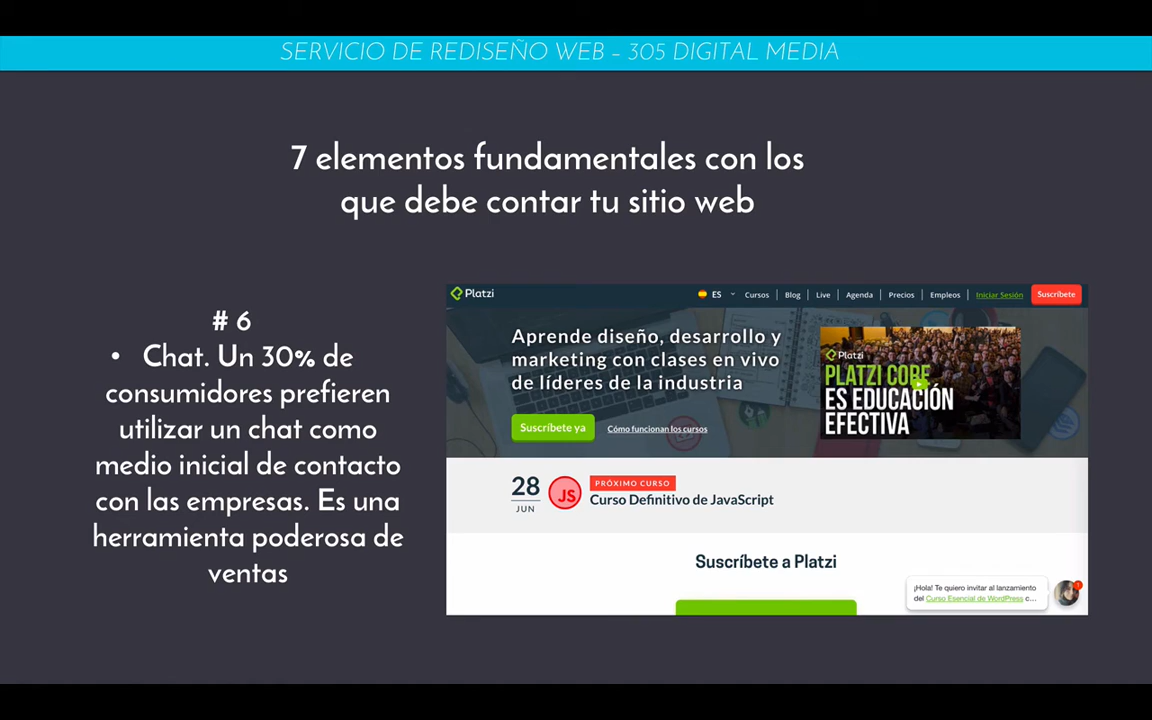 SERVICIO DE REDISEÑO WEB – 305 DIGITAL MEDIA
7 elementos fundamentales con los
que debe contar tu sitio web
# 6
• Chat. Un 30% de
consumidores prefieren
utilizar un chat como
medio inicial de contacto
con las empresas. Es una
herramienta poderosa de
ventas
Platzi
ES
Cursos
Blog
Live
Agenda
Precios
Empleos
Iniciar Sesión
Suscríbete
Aprende diseño, desarrollo y
marketing con clases en vivo
de líderes de la industria
Suscríbete ya
Cómo funcionan los cursos
Platzi
PLATZI CORE
ES EDUCACIÓN
EFECTIVA
28
JUN
JS
PRÓXIMO CURSO
Curso Definitivo de JavaScript
Suscríbete a Platzi
¡Hola! Te quiero invitar al lanzamiento
del Curso Esencial de WordPress c...